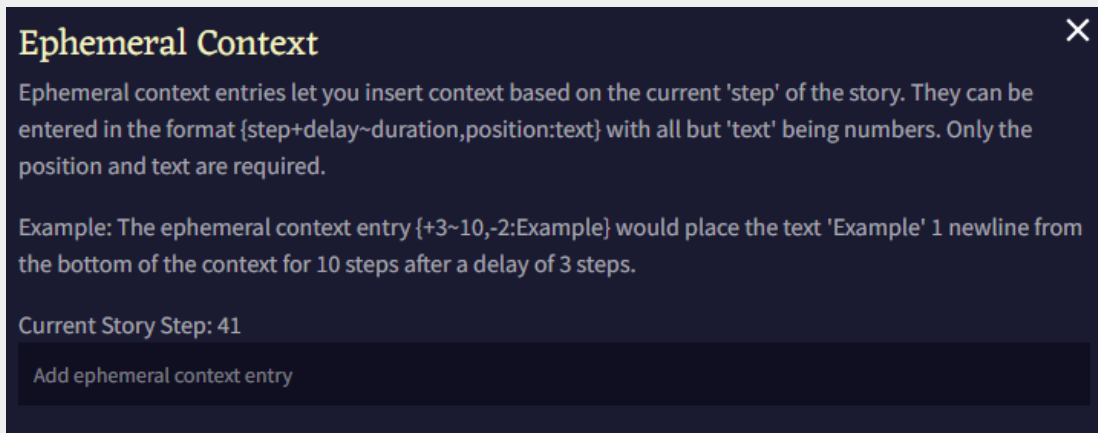 Ephemeral Context
Ephemeral context entries let you insert context based on the current 'step' of the story. They can be
entered in the format {step+delay~duration,position:text} with all but 'text' being numbers. Only the
position and text are required.
Example: The ephemeral context entry {+3~10,-2:Example} would place the text 'Example' 1 newline from
the bottom of the context for 10 steps after a delay of 3 steps.
Current Story Step: 41
Add ephemeral context entry